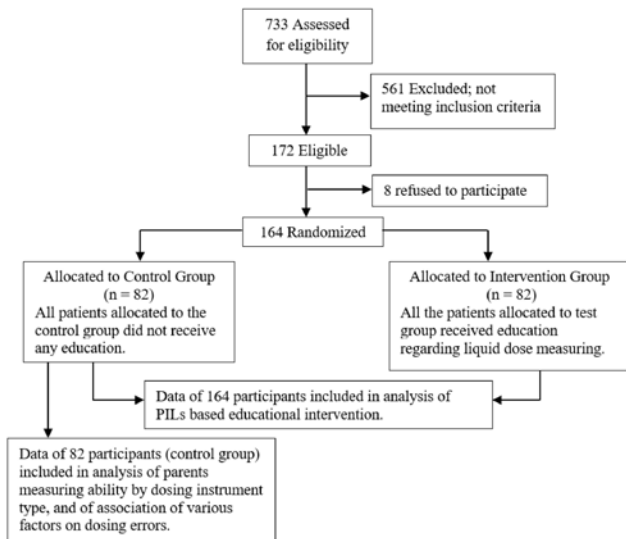 733 Assessed
for eligibility
561 Excluded; not
meeting inclusion criteria
172 Eligible
8 refused to participate
164 Randomized
Allocated to Control Group
(n = 82)
All patients allocated to the
control group did not receive
any education.
Allocated to Intervention Group
(n = 82)
All the patients allocated to test
group received education
regarding liquid dose measuring.
Data of 164 participants included in analysis of
PILs based educational intervention.
Data of 82 participants (control group)
included in analysis of parents
measuring ability by dosing instrument
type, and of association of various
factors on dosing errors.